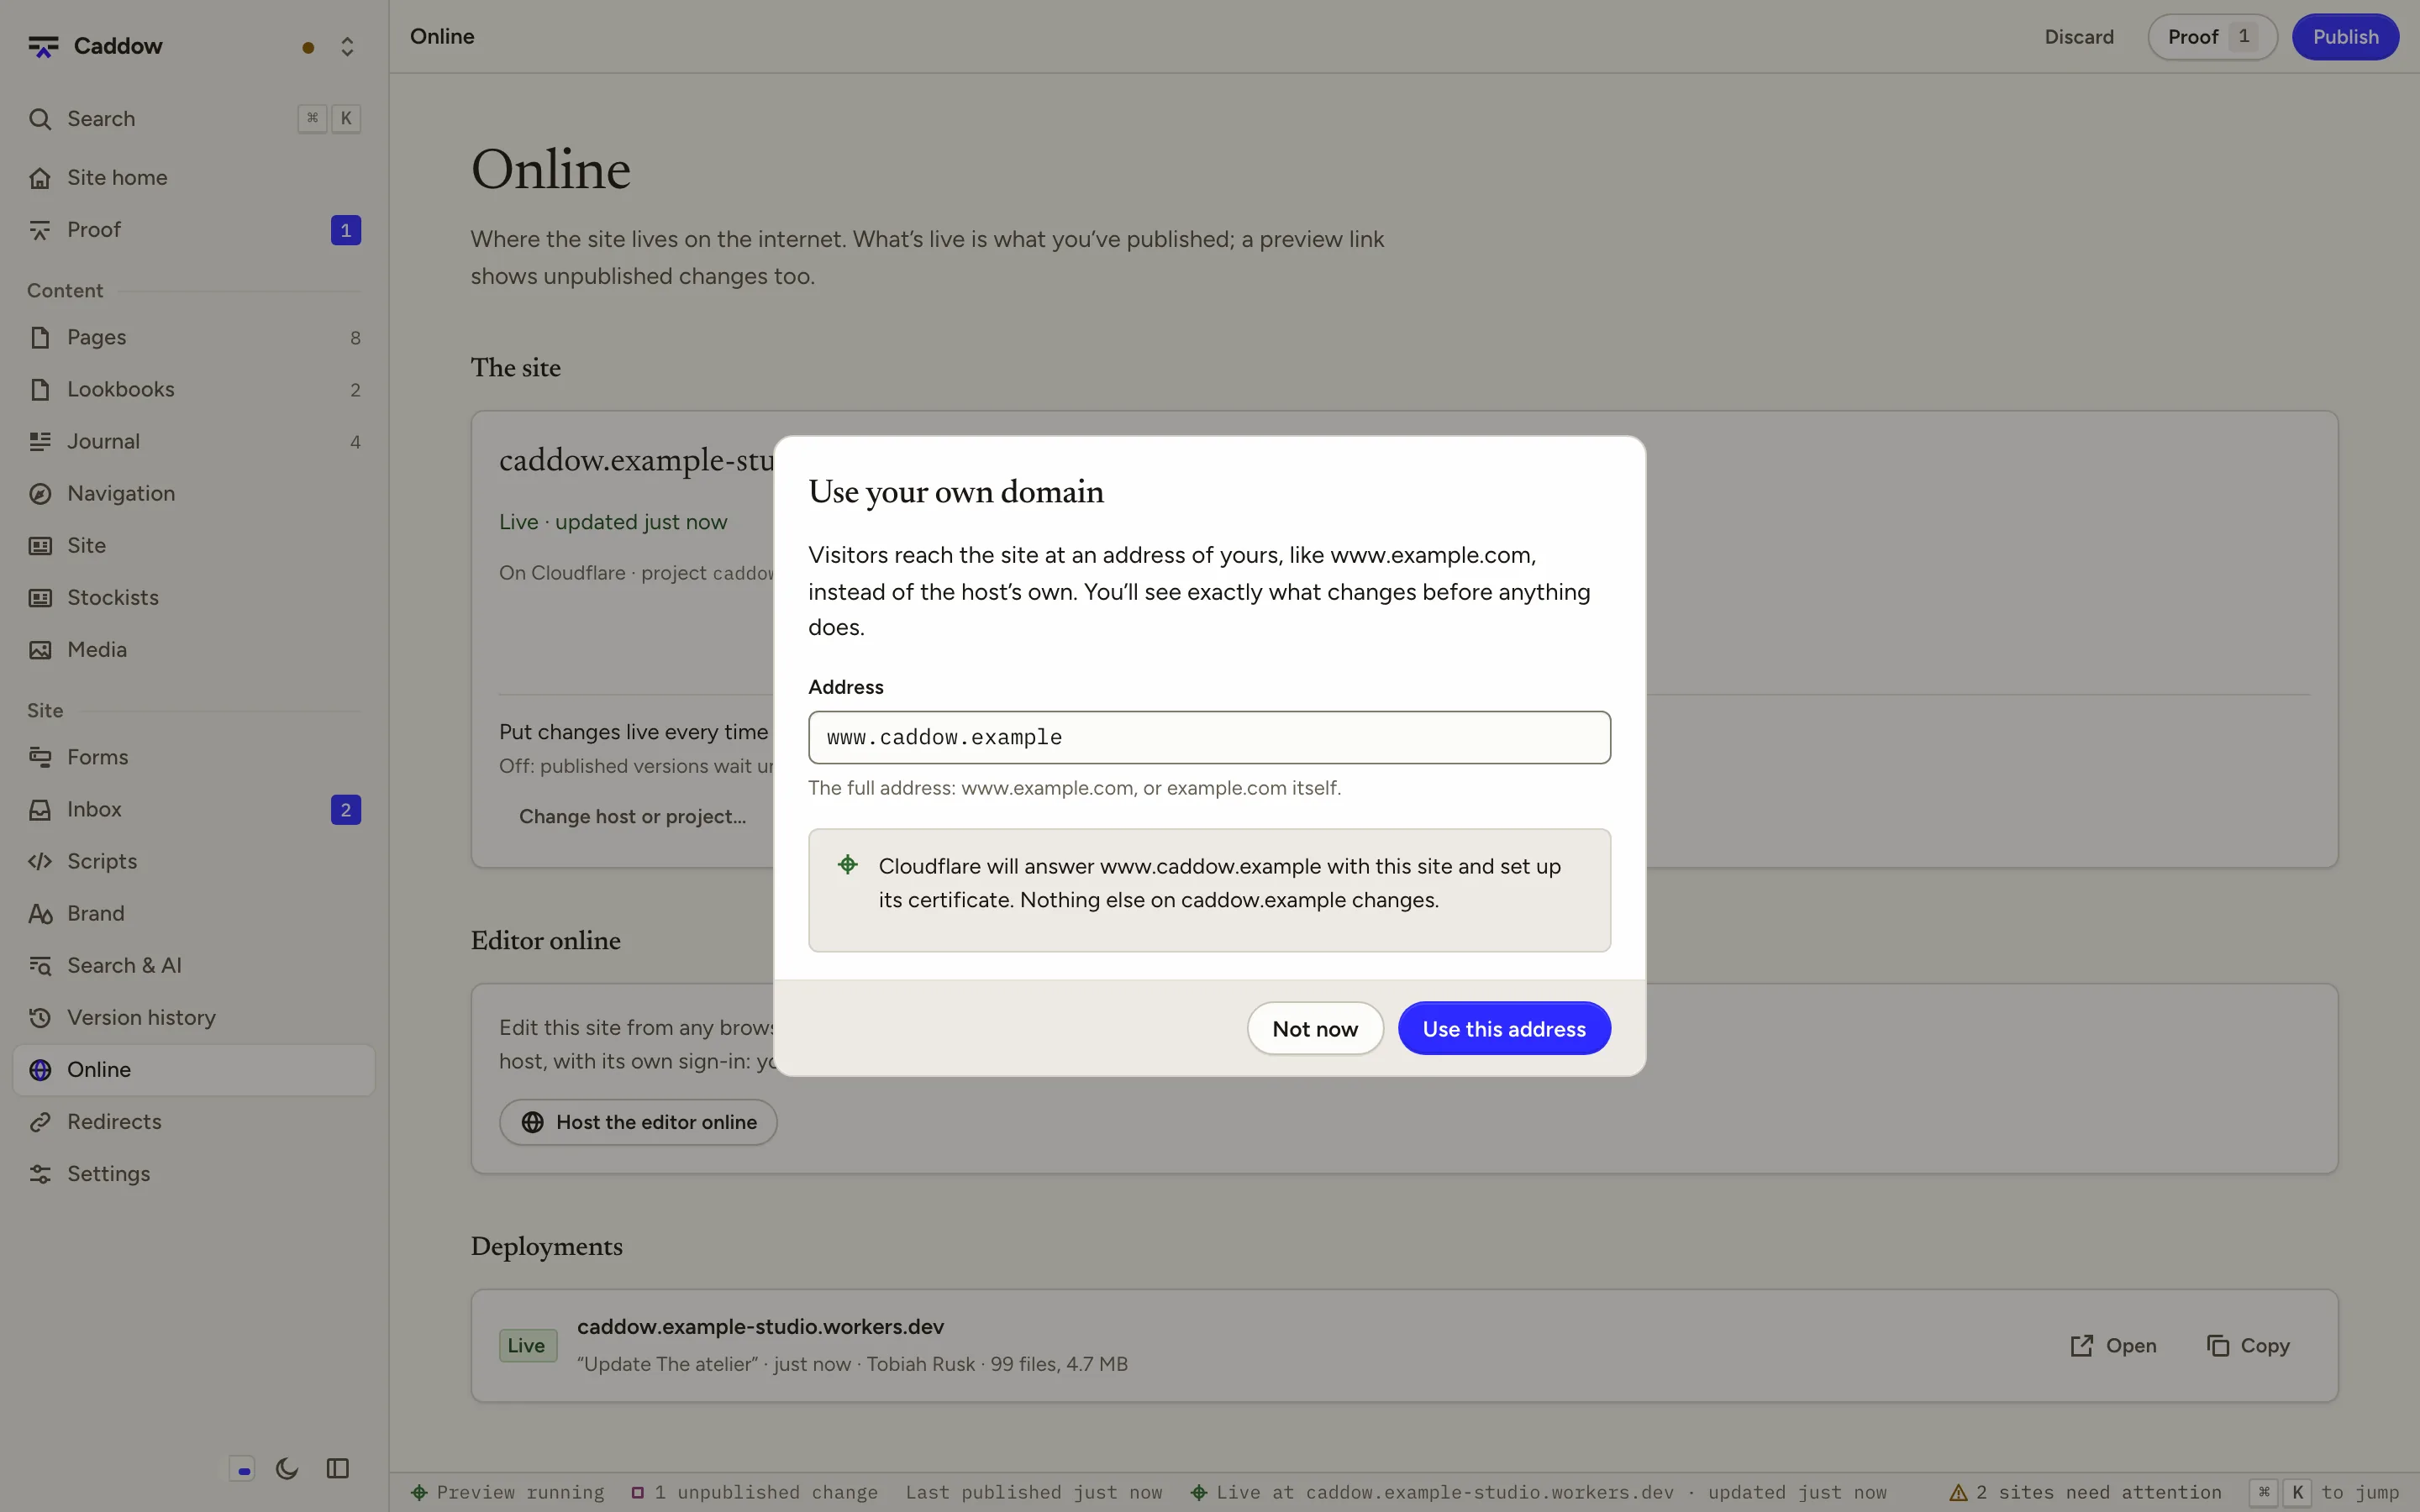 Caddow
Search ⌘ K
Site home
Proof 1
Content
Pages 8
Lookbooks 2
Journal 4
Navigation
Site
Stockists
Media
Site
Forms
Inbox 2
Scripts
Brand
Search & AI
Version history
Online
Redirects
Settings
Online
Discard
Proof 1
Publish
Online
Where the site lives on the internet. What’s live is what you’ve published; a preview link
shows unpublished changes too.
The site
caddow.example-stu
Live · updated just now
On Cloudflare · project caddow
Put changes live every time
Off: published versions wait
Change host or project…
Use your own domain
Visitors reach the site at an address of yours, like www.example.com,
instead of the host’s own. You’ll see exactly what changes before anything
does.
Address
www.caddow.example
The full address: www.example.com, or example.com itself.
Cloudflare will answer www.caddow.example with this site and set up
its certificate. Nothing else on caddow.example changes.
Not now
Use this address
Editor online
Edit this site from any brows
host, with its own sign-in:
Host the editor online
Deployments
Live
caddow.example-studio.workers.dev
“Update The atelier” · just now · Tobiah Rusk · 99 files, 4.7 MB
Open
Copy
Preview running
1 unpublished change
Last published just now
Live at caddow.example-studio.workers.dev · updated just now
2 sites need attention
⌘ K to jump